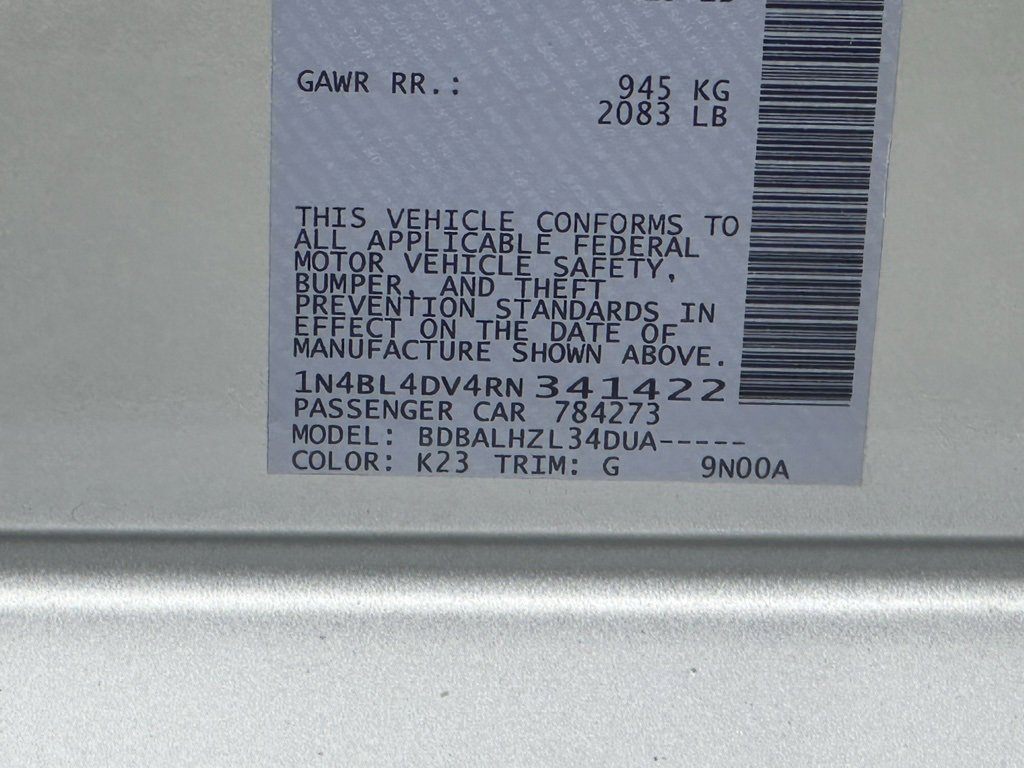 GAWR RR.: 945 KG
2083 LB
THIS VEHICLE CONFORMS TO
ALL APPLICABLE FEDERAL
MOTOR VEHICLE SAFETY,
BUMPER, AND THEFT
PREVENTION STANDARDS IN
EFFECT ON THE DATE OF
MANUFACTURE SHOWN ABOVE.
1N4BL4DV4RN341422
PASSENGER CAR 784273
MODEL: BDBALHZL34DUA-----
COLOR: K23 TRIM: G 9N00A